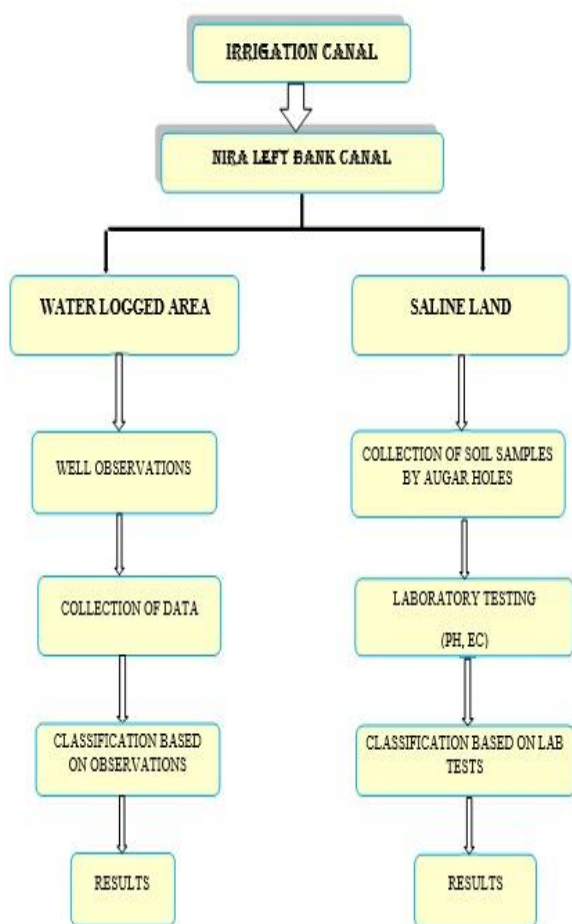 IRRIGATION CANAL
NIRA LEFT BANK CANAL
WATER LOGGED AREA
WELL OBSERVATIONS
COLLECTION OF DATA
CLASSIFICATION BASED
ON OBSERVATIONS
RESULTS
SALINE LAND
COLLECTION OF SOIL SAMPLES
BY AUGAR HOLES
LABORATORY TESTING
(PH, EC)
CLASSIFICATION BASED ON LAB
TESTS
RESULTS